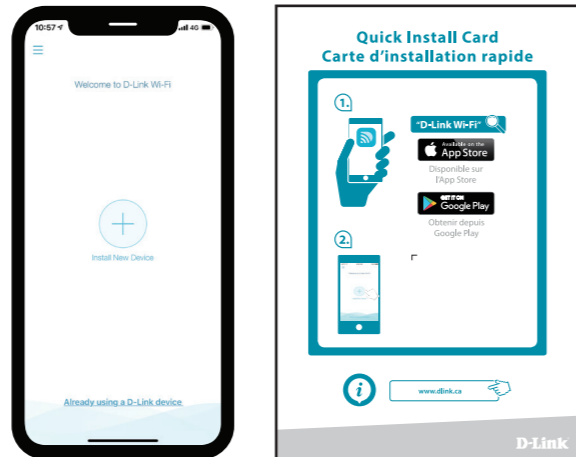 10:57
4G
Welcome to D-Link Wi-Fi
Install New Device
Already using a D-Link device
Quick Install Card
Carte d'installation rapide
1.
"D-Link Wi-Fi"
Available on the
App Store
Disponible sur
l'App Store
GET IT ON
Google Play
Obtenir depuis
Google Play
2.
i
www.dlink.ca
D-Link